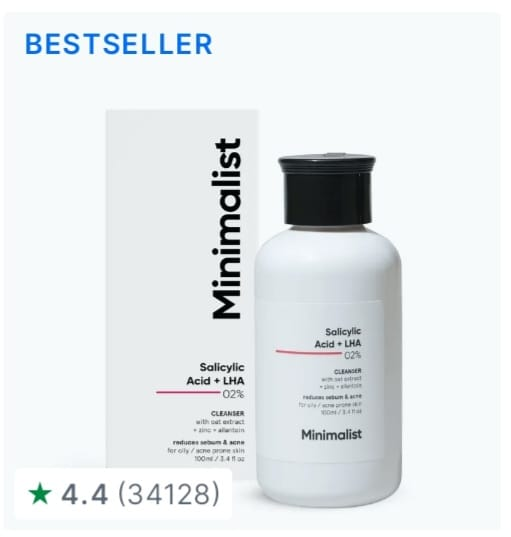 BESTSELLER
Minimalist
Salicylic
Acid + LHA
02%
CLEANSER
with oat extract
+ zinc + allantoin
reduces sebum & acne
for oily / acne prone skin
100ml / 3.4 fl oz
Salicylic
Acid + LHA
02%
CLEANSER
with oat extract
+ zinc + allantoin
reduces sebum & acne
for oily / acne prone skin
100ml / 3.4 fl oz
Minimalist
★ 4.4 (34128)